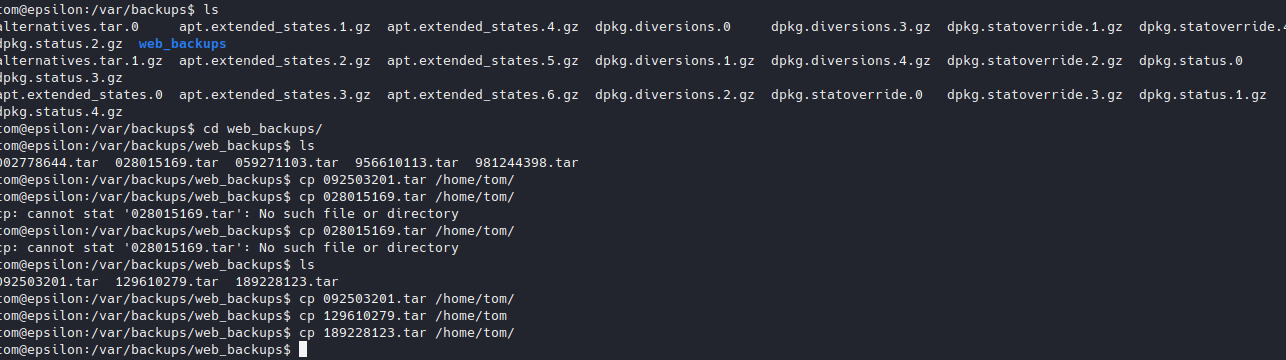 tom@epsilon:/var/backups$ ls
alternatives.tar.0     apt.extended_states.1.gz  apt.extended_states.4.gz  dpkg.diversions.0     dpkg.diversions.3.gz  dpkg.statoverride.1.gz  dpkg.statoverride.4
dpkg.status.2.gz  web_backups
alternatives.tar.1.gz  apt.extended_states.2.gz  apt.extended_states.5.gz  dpkg.diversions.1.gz  dpkg.diversions.4.gz  dpkg.statoverride.2.gz  dpkg.status.0
dpkg.status.3.gz
apt.extended_states.0  apt.extended_states.3.gz  apt.extended_states.6.gz  dpkg.diversions.2.gz  dpkg.statoverride.0   dpkg.statoverride.3.gz  dpkg.status.1.gz
dpkg.status.4.gz
tom@epsilon:/var/backups$ cd web_backups/
tom@epsilon:/var/backups/web_backups$ ls
002778644.tar  028015169.tar  059271103.tar  956610113.tar  981244398.tar
tom@epsilon:/var/backups/web_backups$ cp 092503201.tar /home/tom/
tom@epsilon:/var/backups/web_backups$ cp 028015169.tar /home/tom/
cp: cannot stat '028015169.tar': No such file or directory
tom@epsilon:/var/backups/web_backups$ cp 028015169.tar /home/tom/
cp: cannot stat '028015169.tar': No such file or directory
tom@epsilon:/var/backups/web_backups$ ls
092503201.tar  129610279.tar  189228123.tar
tom@epsilon:/var/backups/web_backups$ cp 092503201.tar /home/tom/
tom@epsilon:/var/backups/web_backups$ cp 129610279.tar /home/tom
tom@epsilon:/var/backups/web_backups$ cp 189228123.tar /home/tom/
tom@epsilon:/var/backups/web_backups$